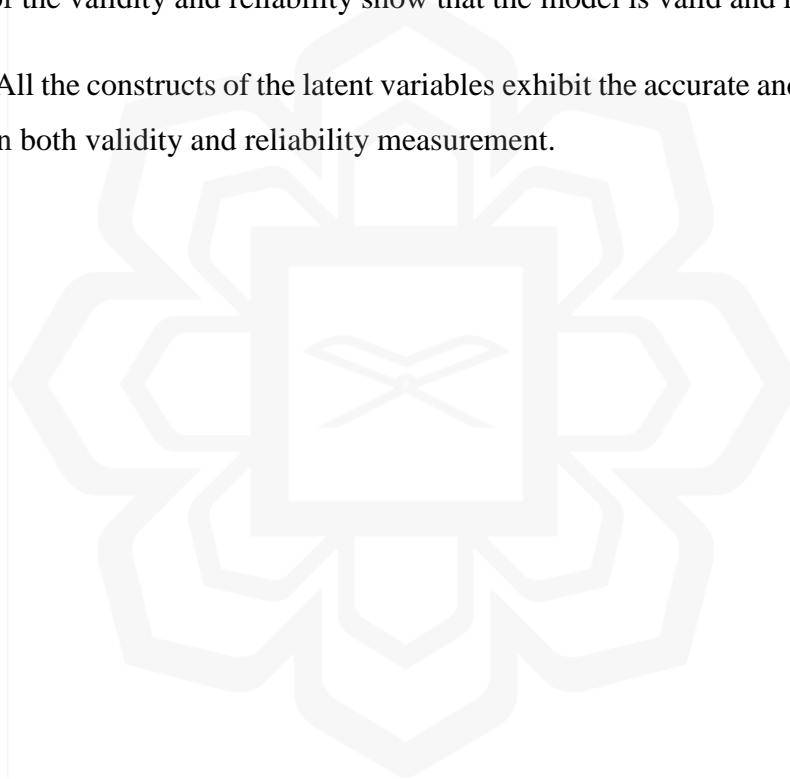 the validity and reliability show that the model is valid and
All the constructs of the latent variables exhibit the accurate and
both validity and reliability measurement.